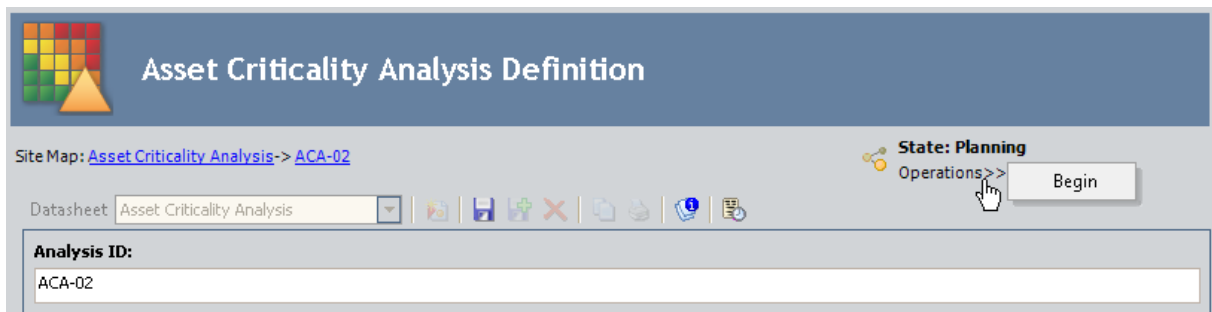 Asset Criticality Analysis Definition
Site Map: Asset Criticality Analysis-> ACA-02
State: Planning
Operations>>
Begin
Datasheet Asset Criticality Analysis
Analysis ID:
ACA-02